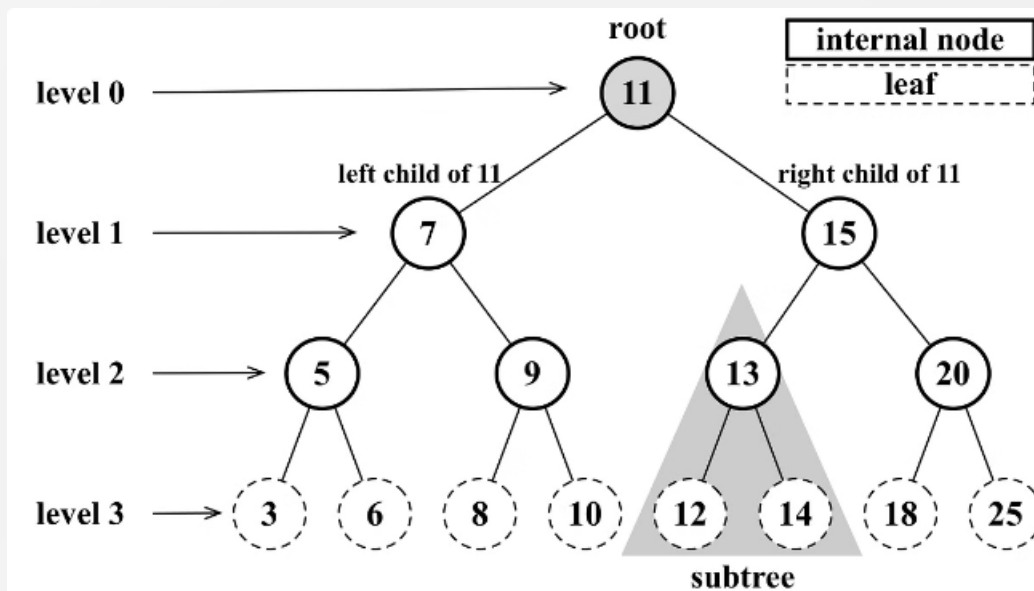 root
internal node
leaf
level 0
11
left child of 11
right child of 11
level 1
7
15
level 2
5
9
13
20
level 3
3
6
8
10
12
14
18
25
subtree